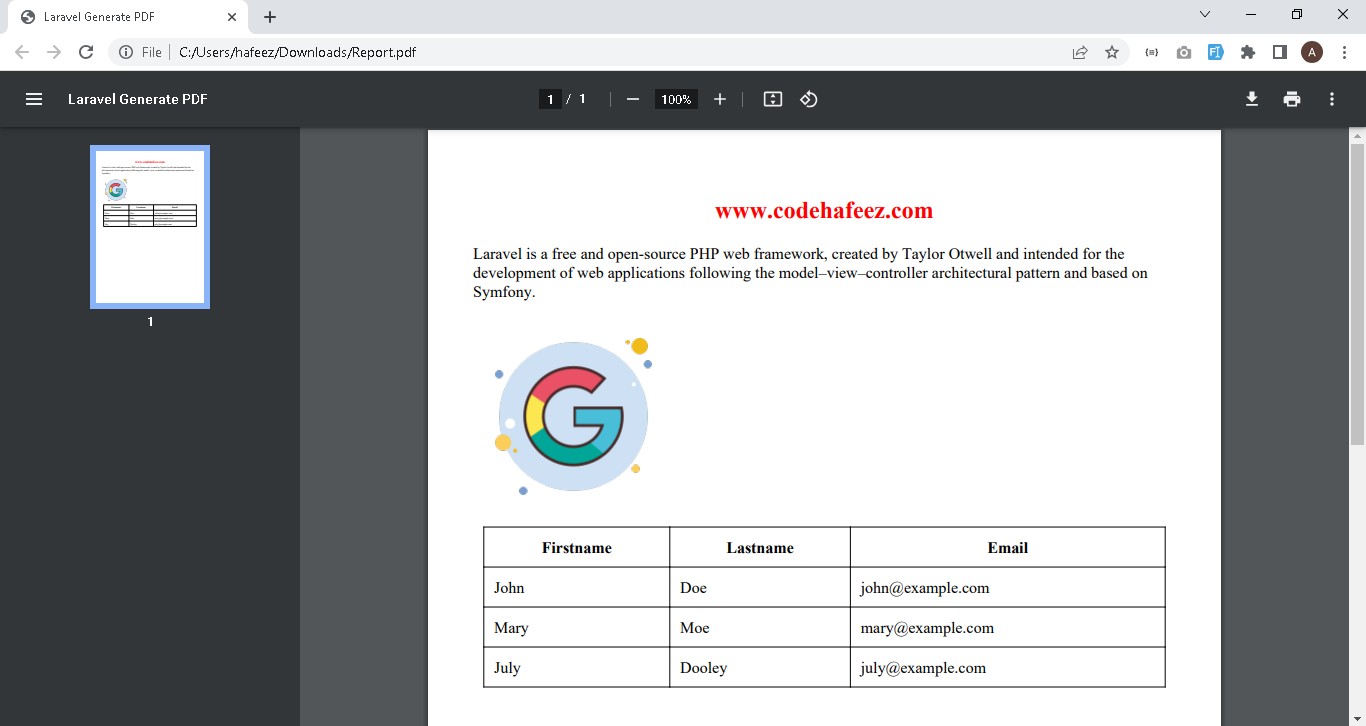 Laravel Generate PDF
File
C:/Users/hafeez/Downloads/Report.pdf
A
Laravel Generate PDF
1 / 1
100%
1
www.codehafeez.com
Laravel is a free and open-source PHP web framework, created by Taylor Otwell and intended for the
development of web applications following the model–view–controller architectural pattern and based on
Symfony.
G
Firstname Lastname Email
John Doe john@example.com
Mary Moe mary@example.com
July Dooley july@example.com